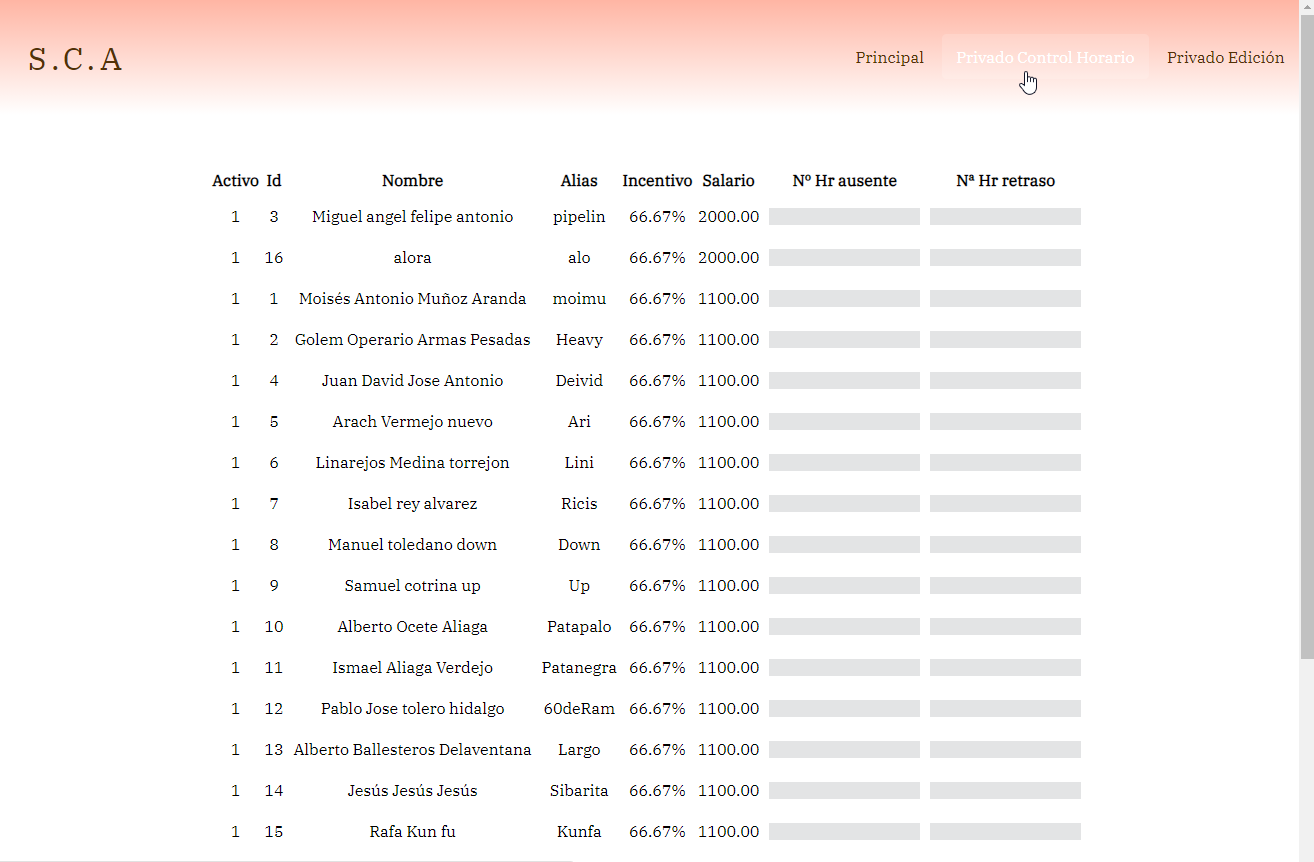 S.C.A
Principal Privado Control Horario Privado Edición
Activo Id Nombre Alias Incentivo Salario Nº Hr ausente Nª Hr retraso
1 3 Miguel angel felipe antonio pipelin 66.67% 2000.00
1 16 alora alo 66.67% 2000.00
1 1 Moisés Antonio Muñoz Aranda moimu 66.67% 1100.00
1 2 Golem Operario Armas Pesadas Heavy 66.67% 1100.00
1 4 Juan David Jose Antonio Deivid 66.67% 1100.00
1 5 Arach Vermejo nuevo Ari 66.67% 1100.00
1 6 Linarejos Medina torrejon Lini 66.67% 1100.00
1 7 Isabel rey alvarez Ricis 66.67% 1100.00
1 8 Manuel toledano down Down 66.67% 1100.00
1 9 Samuel cotrina up Up 66.67% 1100.00
1 10 Alberto Ocete Aliaga Patapalo 66.67% 1100.00
1 11 Ismael Aliaga Verdejo Patanegra 66.67% 1100.00
1 12 Pablo Jose tolero hidalgo 60deRam 66.67% 1100.00
1 13 Alberto Ballesteros Delaventana Largo 66.67% 1100.00
1 14 Jesús Jesús Jesús Sibarita 66.67% 1100.00
1 15 Rafa Kun fu Kunfa 66.67% 1100.00